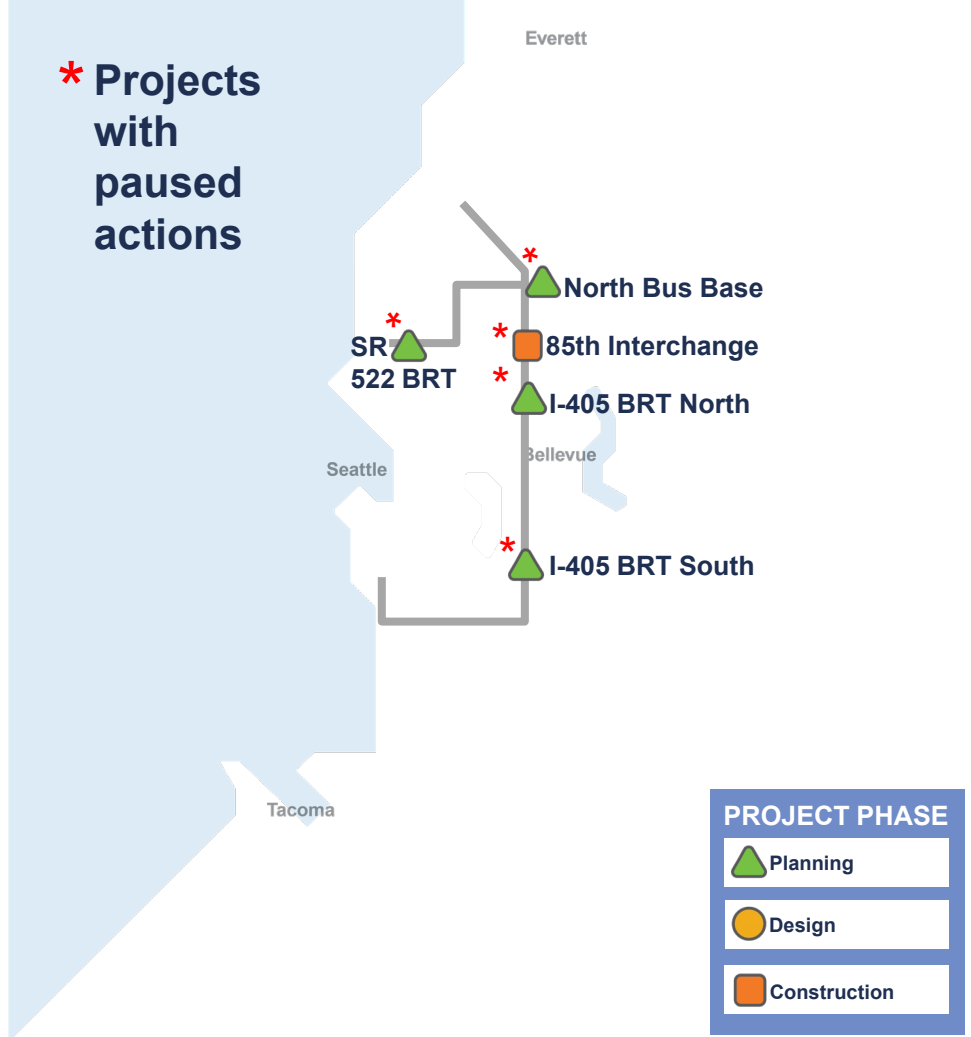 Everett
* Projects
with
paused
actions
*
North Bus Base
*
*
85th Interchange
SR
522 BRT
*
I-405 BRT North
Bellevue
Seattle
*
I-405 BRT South
Tacoma
PROJECT PHASE
Planning
Design
Construction